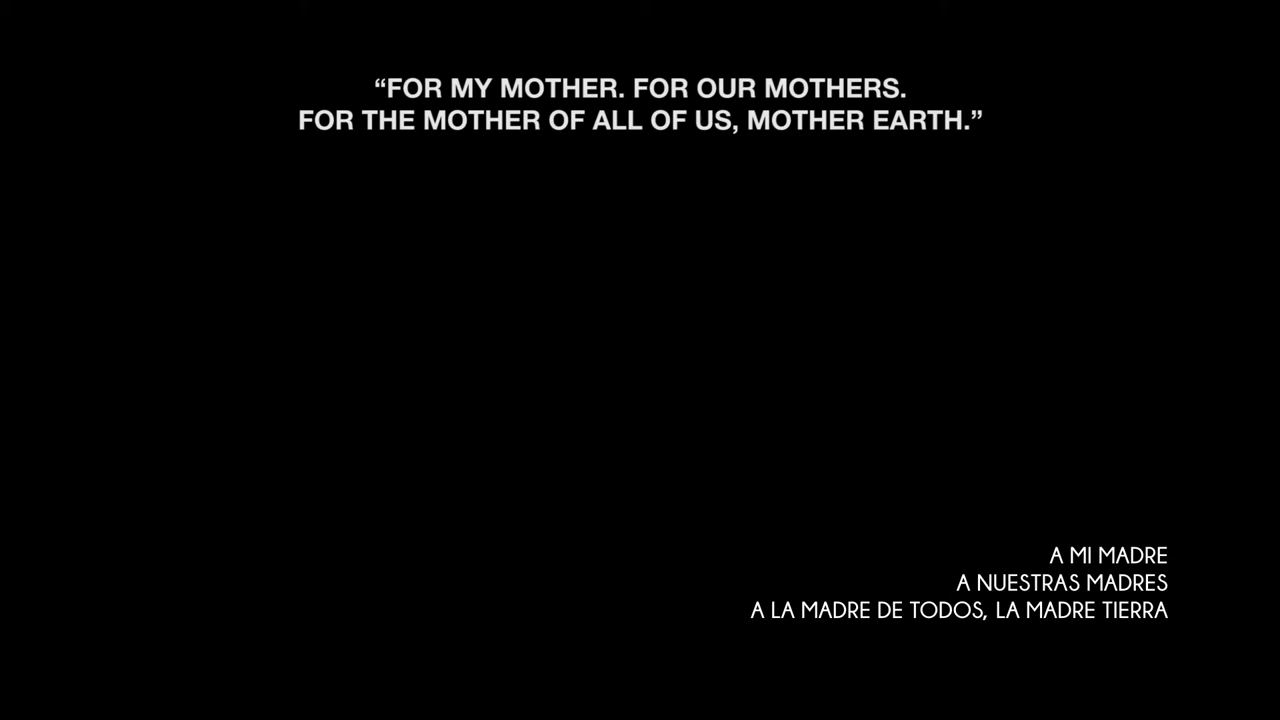 “FOR MY MOTHER. FOR OUR MOTHERS.
FOR THE MOTHER OF ALL OF US, MOTHER EARTH.”
A MI MADRE
A NUESTRAS MADRES
A LA MADRE DE TODOS, LA MADRE TIERRA